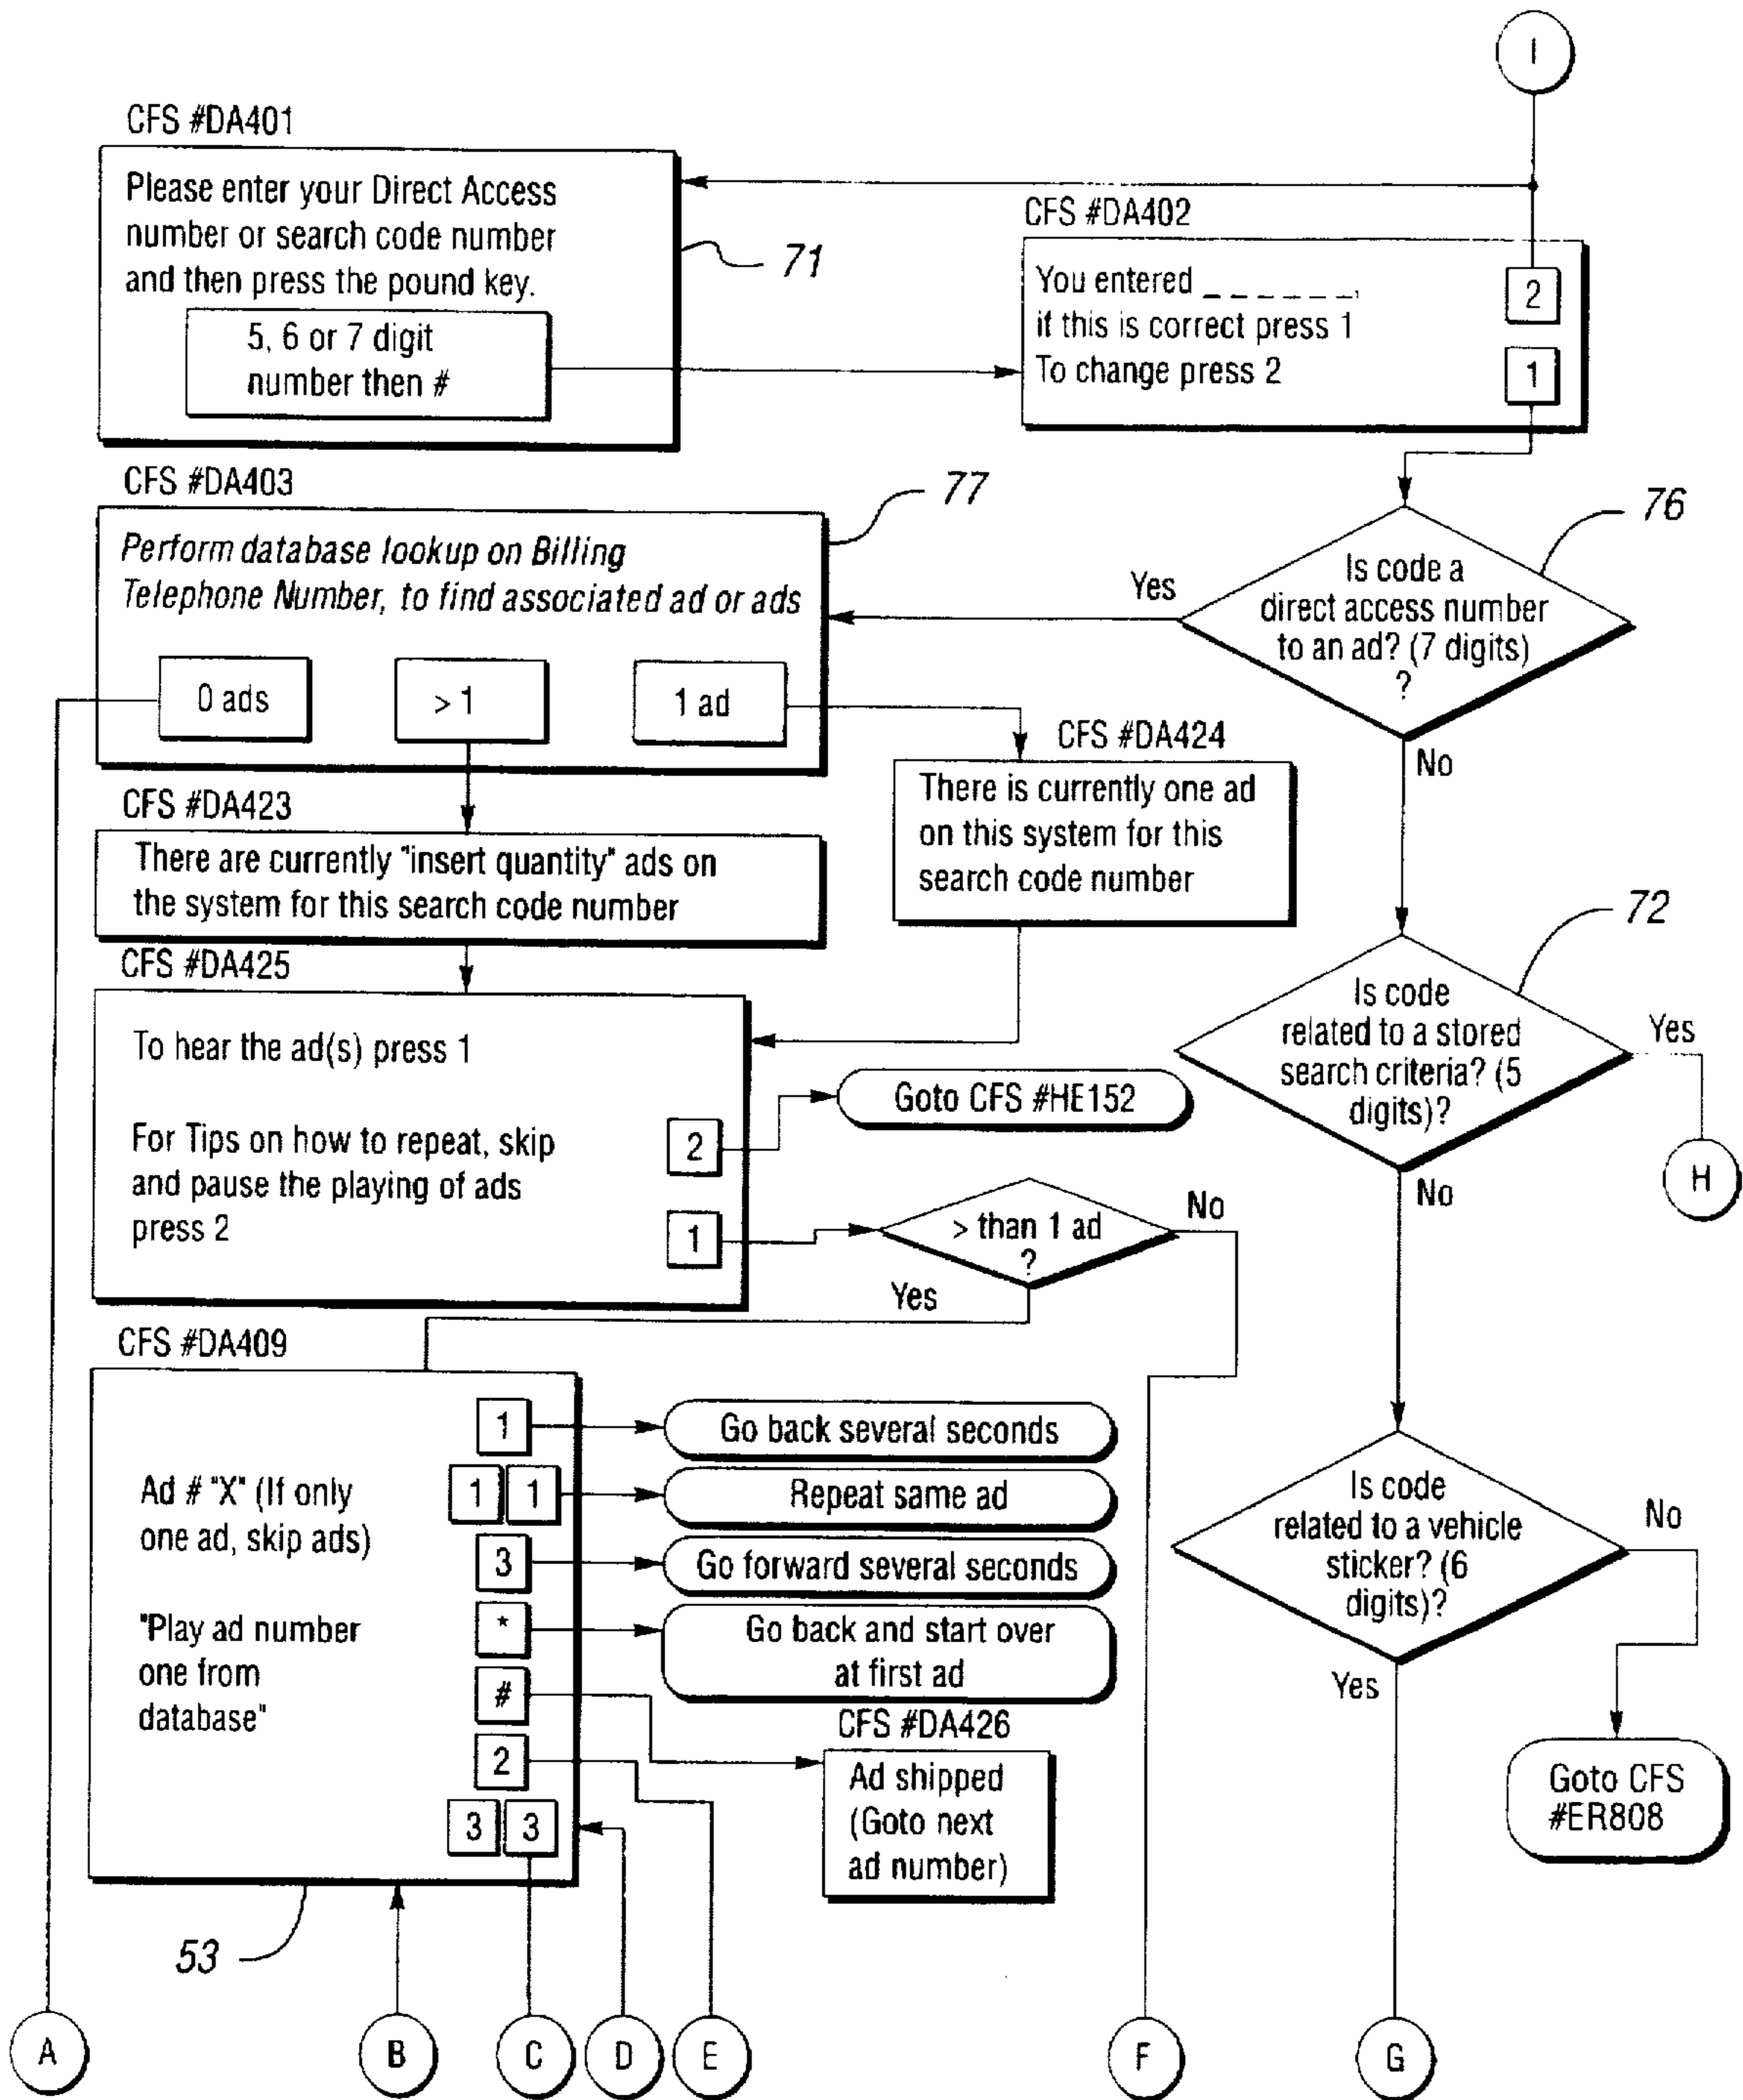 I
CFS #DA401
Please enter your Direct Access
number or search code number
and then press the pound key.
5, 6 or 7 digit
number then #
71
CFS #DA402
You entered _ _ _ _ _ _,
if this is correct press 1
To change press 2
2
1
CFS #DA403
77
Perform database lookup on Billing
Telephone Number, to find associated ad or ads
0 ads
> 1
1 ad
Yes
76
Is code a
direct access number
to an ad? (7 digits)
?
No
CFS #DA423
There are currently "insert quantity" ads on
the system for this search code number
CFS #DA424
There is currently one ad
on this system for this
search code number
72
Is code
related to a stored
search criteria? (5
digits)?
Yes
H
No
CFS #DA425
To hear the ad(s) press 1
For Tips on how to repeat, skip
and pause the playing of ads
press 2
2
1
Goto CFS #HE152
> than 1 ad
?
No
Yes
CFS #DA409
Ad # "X" (If only
one ad, skip ads)
"Play ad number
one from
database"
1
Go back several seconds
1 1
Repeat same ad
3
Go forward several seconds
*
Go back and start over
at first ad
#
2
3 3
CFS #DA426
Ad shipped
(Goto next
ad number)
Is code
related to a vehicle
sticker? (6
digits)?
No
Yes
Goto CFS
#ER808
53
A
B
C
D
E
F
G